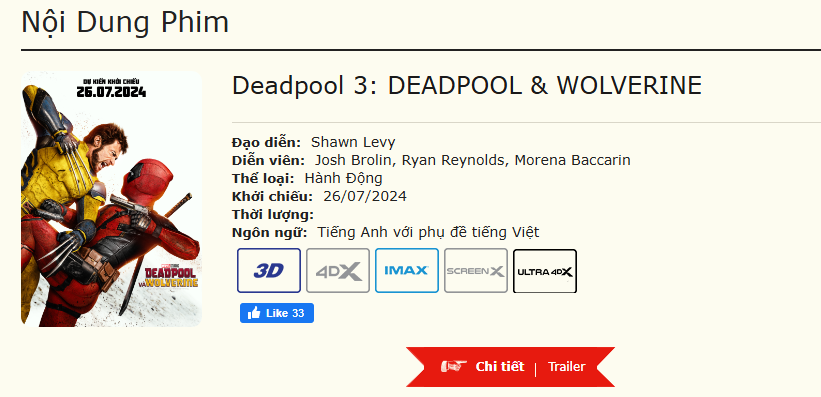 Nội Dung Phim
DỰ KIẾN KHỞI CHIẾU
26.07.2024
DEADPOOL
VÀ WOLVERINE
Deadpool 3: DEADPOOL & WOLVERINE
Đạo diễn: Shawn Levy
Diễn viên: Josh Brolin, Ryan Reynolds, Morena Baccarin
Thể loại: Hành Động
Khởi chiếu: 26/07/2024
Thời lượng:
Ngôn ngữ: Tiếng Anh với phụ đề tiếng Việt
3D 4DX IMAX SCREENX ULTRA 4DX
Like 33
Chi tiết | Trailer